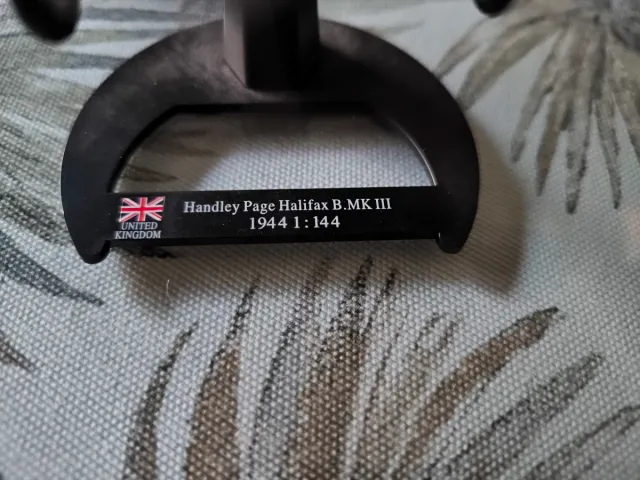 Handley Page Halifax B.MK III
1944 1:144
UNITED
KINGDOM